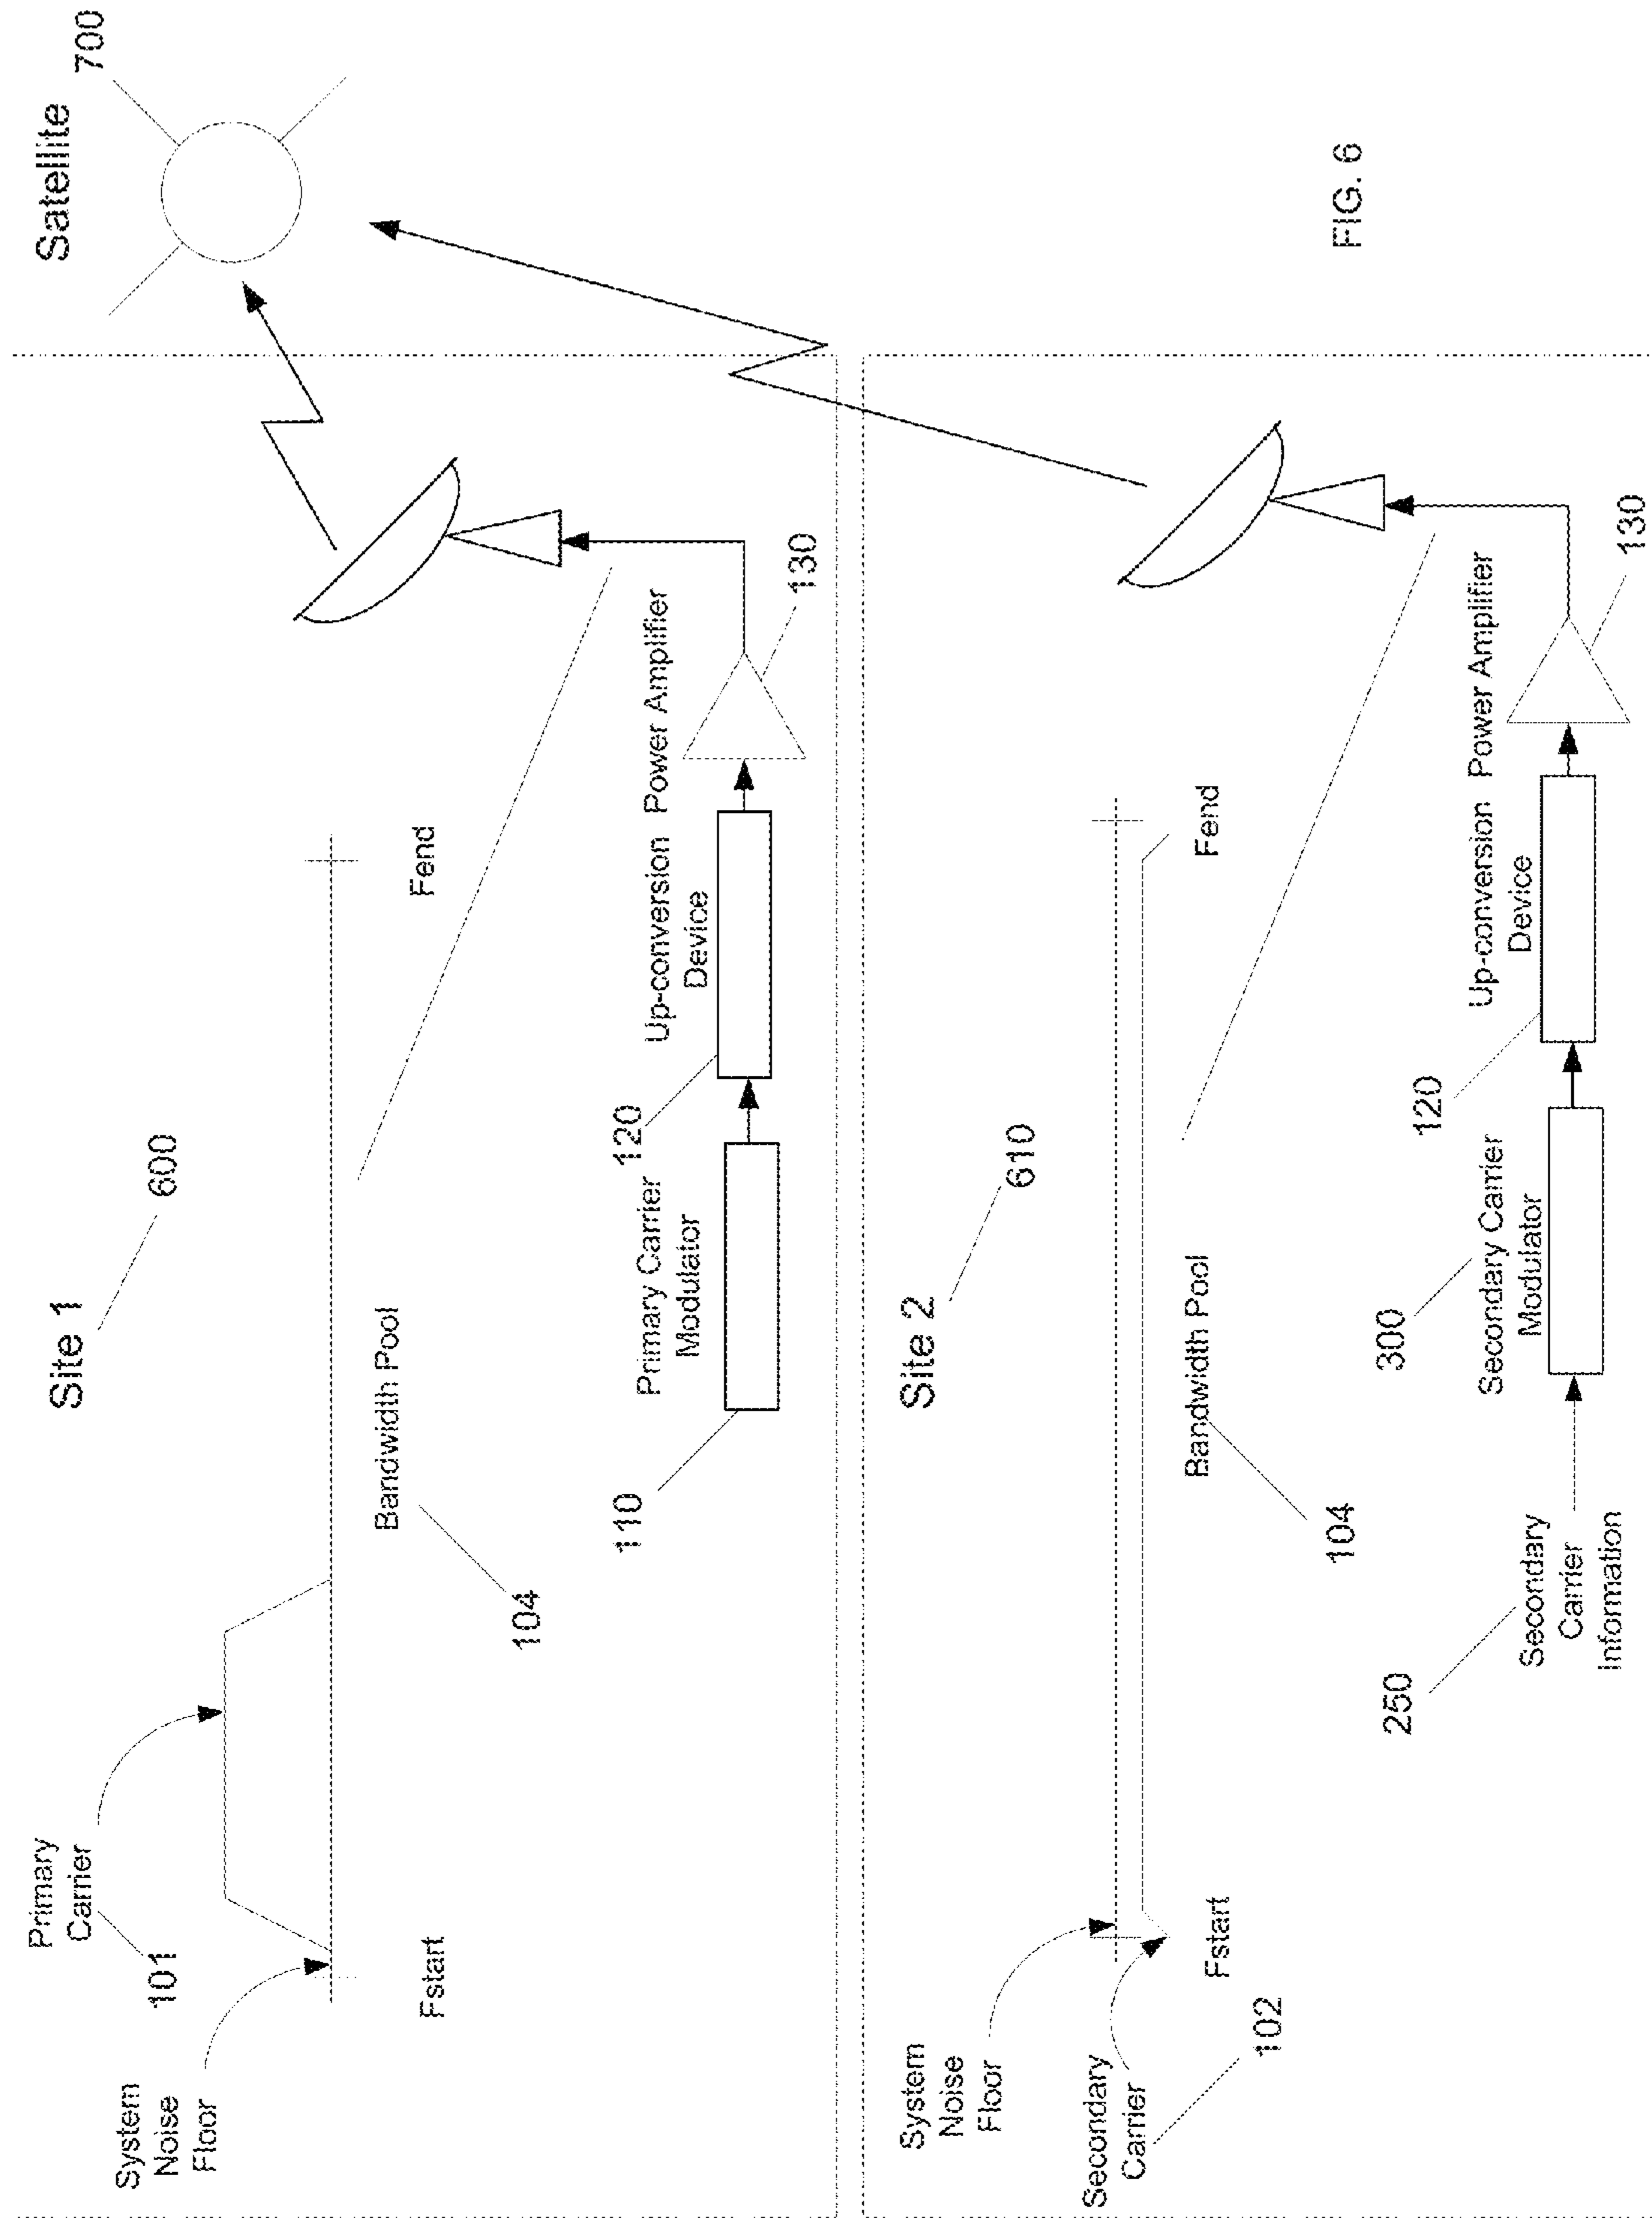 Satellite
700
Site 1
600
Primary
Carrier
101
System
Noise
Floor
Fstart
Bandwidth Pool
104
Fend
Primary Carrier
Modulator
110
120
Up-conversion
Device
Power Amplifier
130
Site 2
610
System
Noise
Floor
Secondary
Carrier
102
Fstart
Bandwidth Pool
104
Fend
Secondary
Carrier
Information
250
Secondary Carrier
Modulator
300
120
Up-conversion
Device
Power Amplifier
130
FIG. 6